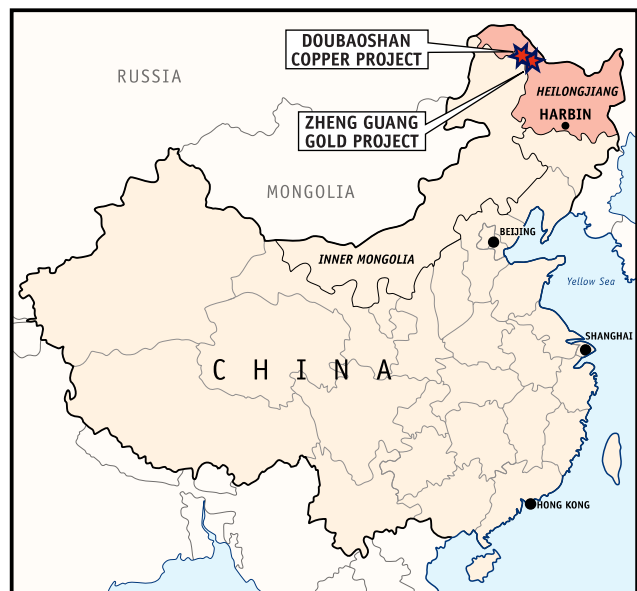 DOUBAOSHAN
COPPER PROJECT
RUSSIA
HEILONGJIANG
HARBIN
ZHENG GUANG
GOLD PROJECT
MONGOLIA
BEIJING
INNER MONGOLIA
Yellow Sea
SHANGHAI
CHINA
HONG KONG